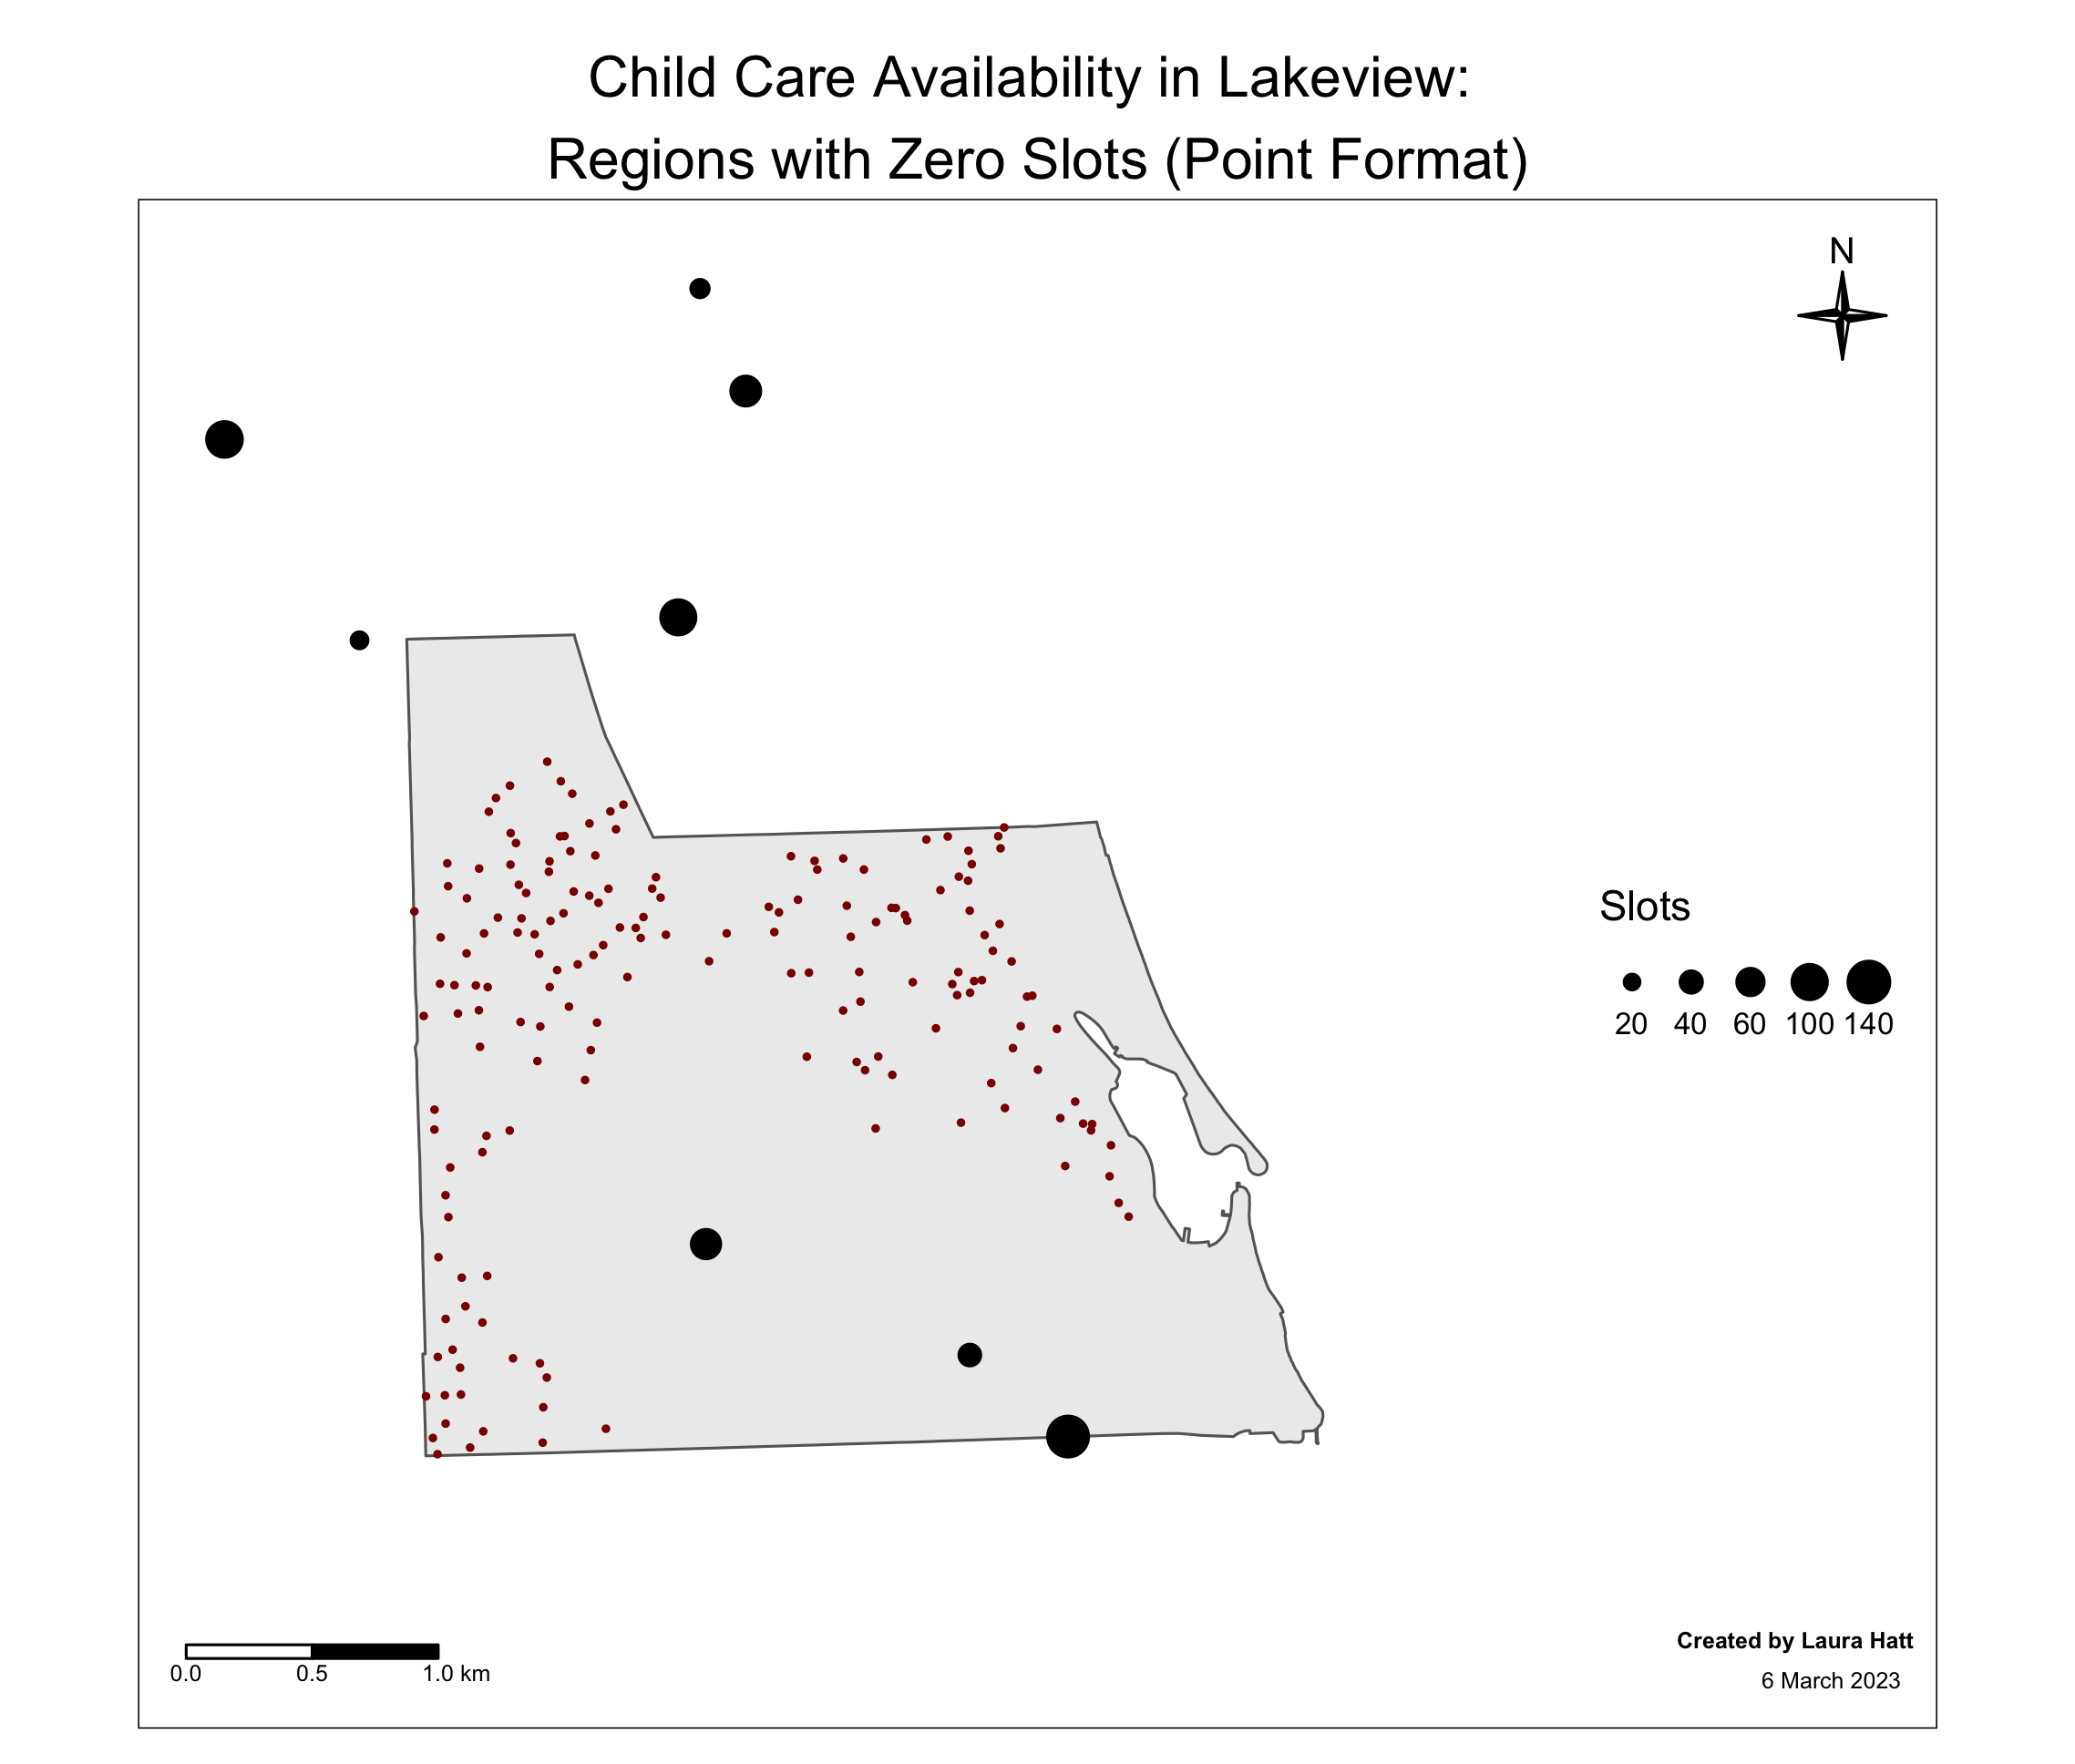 Child Care Availability in Lakeview:
Regions with Zero Slots (Point Format)
N
Slots
20 40 60 100 140
0.0 0.5 1.0 km
Created by Laura Hatt
6 March 2023